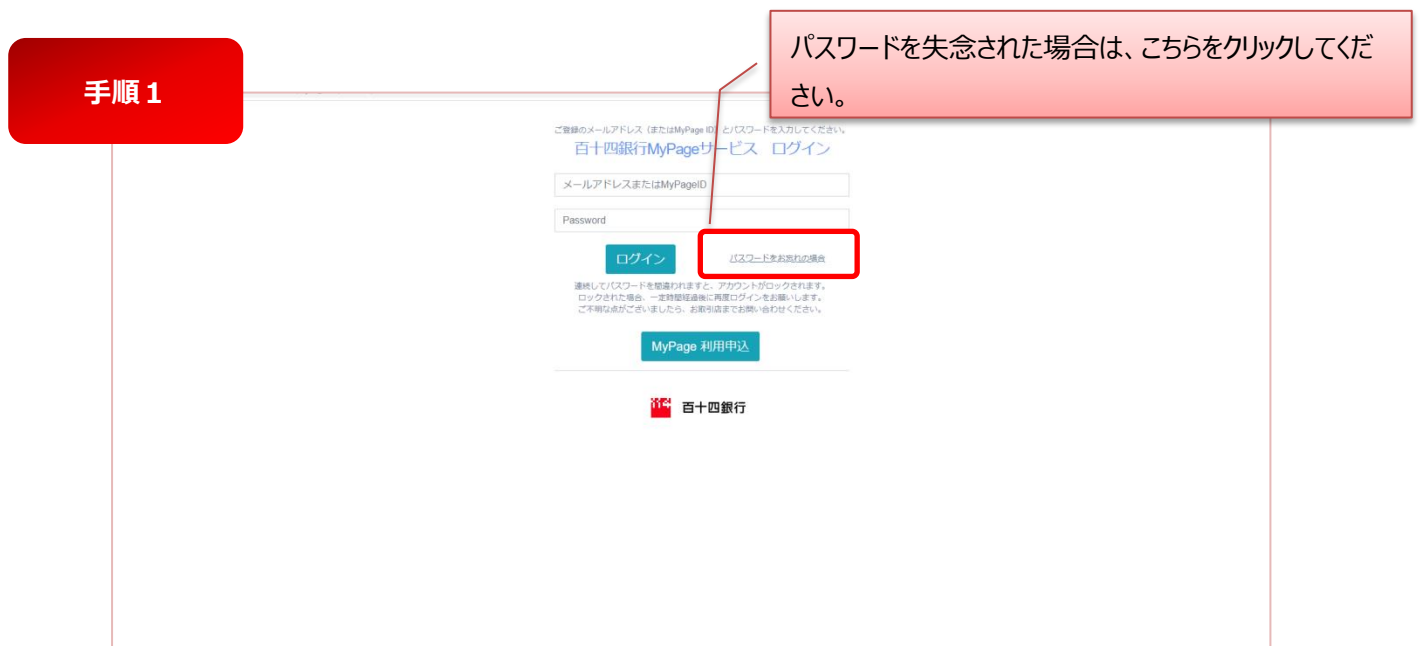 手順１
パスワードを失念された場合は、こちらをクリックしてくだ
さい。
ご登録のメールアドレス（またはMyPage ID）とパスワードを入力してください。
百十四銀行MyPageサービス ログイン
メールアドレスまたはMyPageID
Password
ログイン
パスワードをお忘れの場合
連続してパスワードを間違われますと、アカウントがロックされます。
ロックされた場合、一定時間経過後に再度ログインをお願いします。
ご不明な点がございましたら、お取引店までお問い合わせください。
MyPage 利用申込
百十四銀行